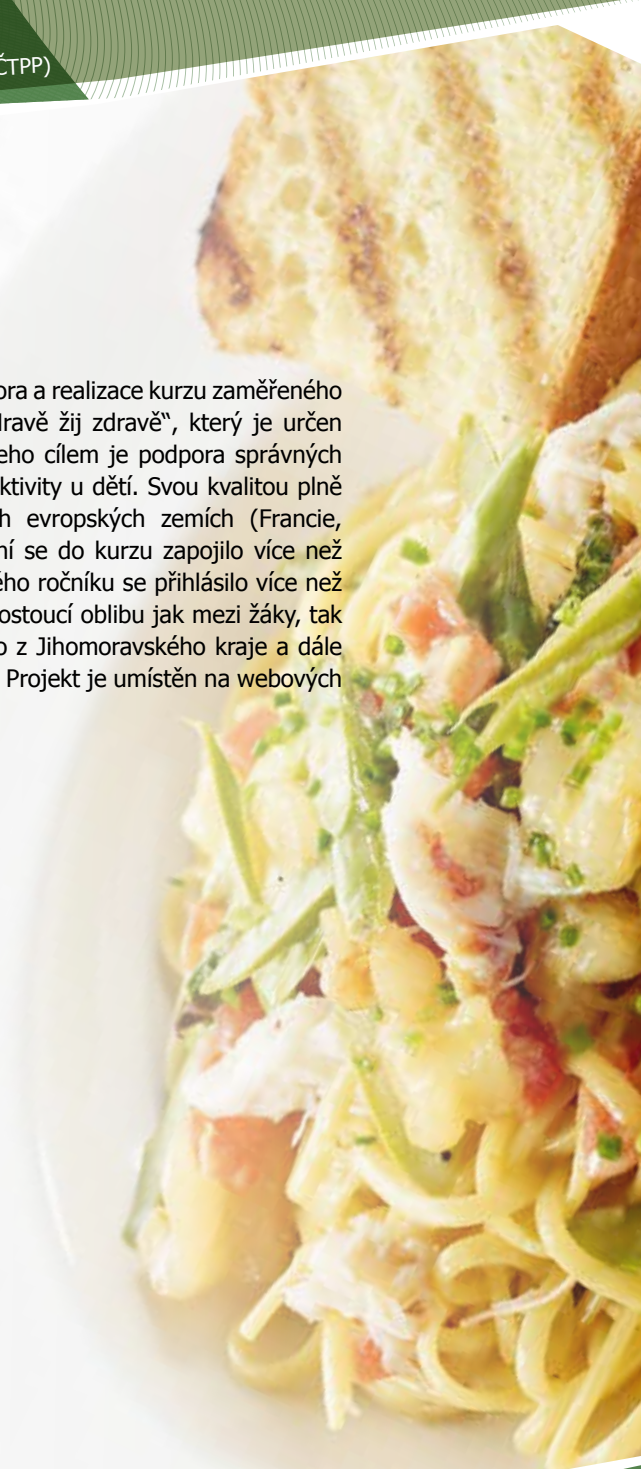 ČTPP)
ora a realizace kurzu zaměřeného
dravě žij zdravě“, který je určen
eho cílem je podpora správných
ktivity u dětí. Svou kvalitou plně
h evropských zemích (Francie,
ní se do kurzu zapojilo více než
ého ročníku se přihlásilo více než
ostoucí oblibu jak mezi žáky, tak
o z Jihomoravského kraje a dále
Projekt je umístěn na webových